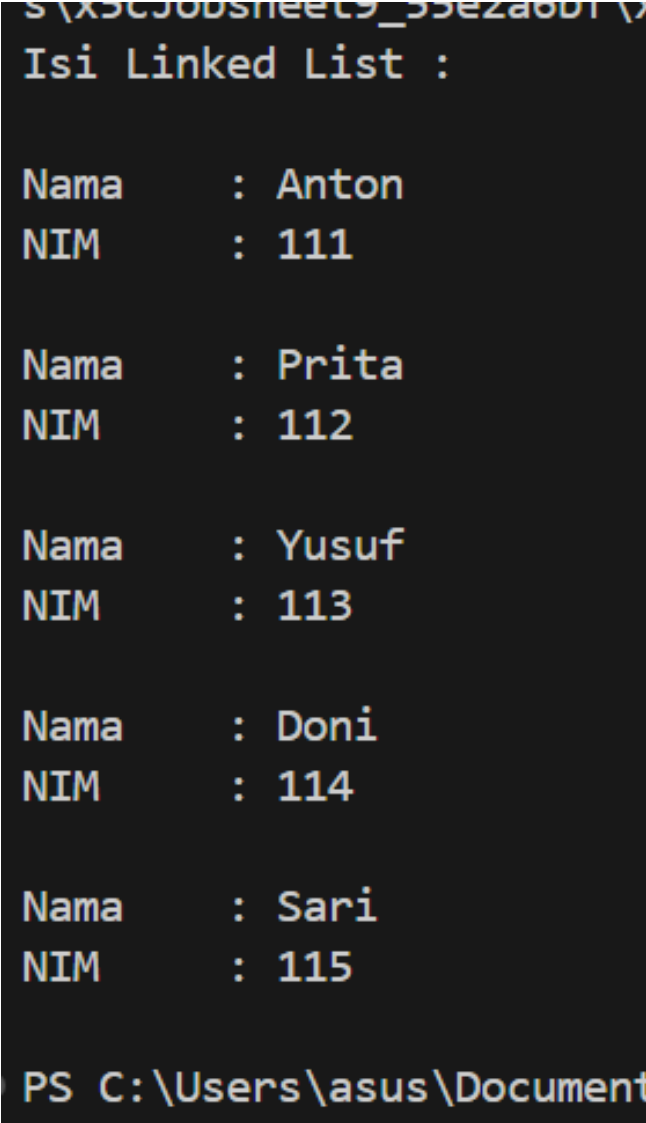 s\x5cJobsheet9_55e2a6bf\x
Isi Linked List :
Nama : Anton
NIM : 111
Nama : Prita
NIM : 112
Nama : Yusuf
NIM : 113
Nama : Doni
NIM : 114
Nama : Sari
NIM : 115
PS C:\Users\asus\Document